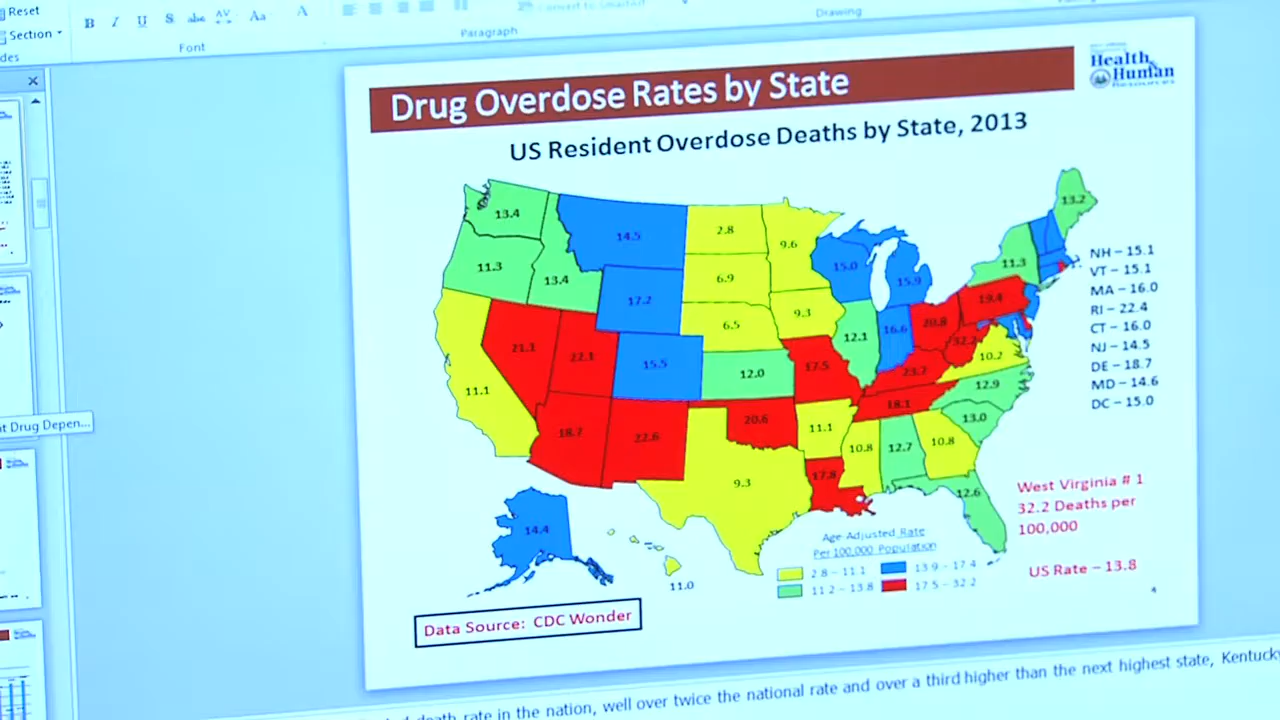 Reset
Section
B I U S abc AV Aa A
Font
Paragraph
Drawing
Drug Overdose Rates by State
Health
Human
US Resident Overdose Deaths by State, 2013
13.4
14.5
2.8
9.6
13.2
11.3
13.4
17.2
6.9
15.0
15.9
11.3
NH – 15.1
VT – 15.1
MA – 16.0
RI – 22.4
CT – 16.0
NJ – 14.5
DE – 18.7
MD – 14.6
DC – 15.0
6.5
9.3
12.1
16.6
20.8
19.4
32.2
10.2
21.1
22.1
15.5
12.0
17.5
23.7
12.9
11.1
18.7
22.6
20.6
11.1
18.1
13.0
10.8
12.7
10.8
9.3
17.8
12.6
14.4
11.0
West Virginia # 1
32.2 Deaths per
100,000
US Rate – 13.8
Age-Adjusted Rate
Per 100,000 Population
2.8 – 11.1
13.9 – 17.4
11.2 – 13.8
17.5 – 32.2
Data Source: CDC Wonder
4
t Drug Depen...
death rate in the nation, well over twice the national rate and over a third higher than the next highest state, Kentucky